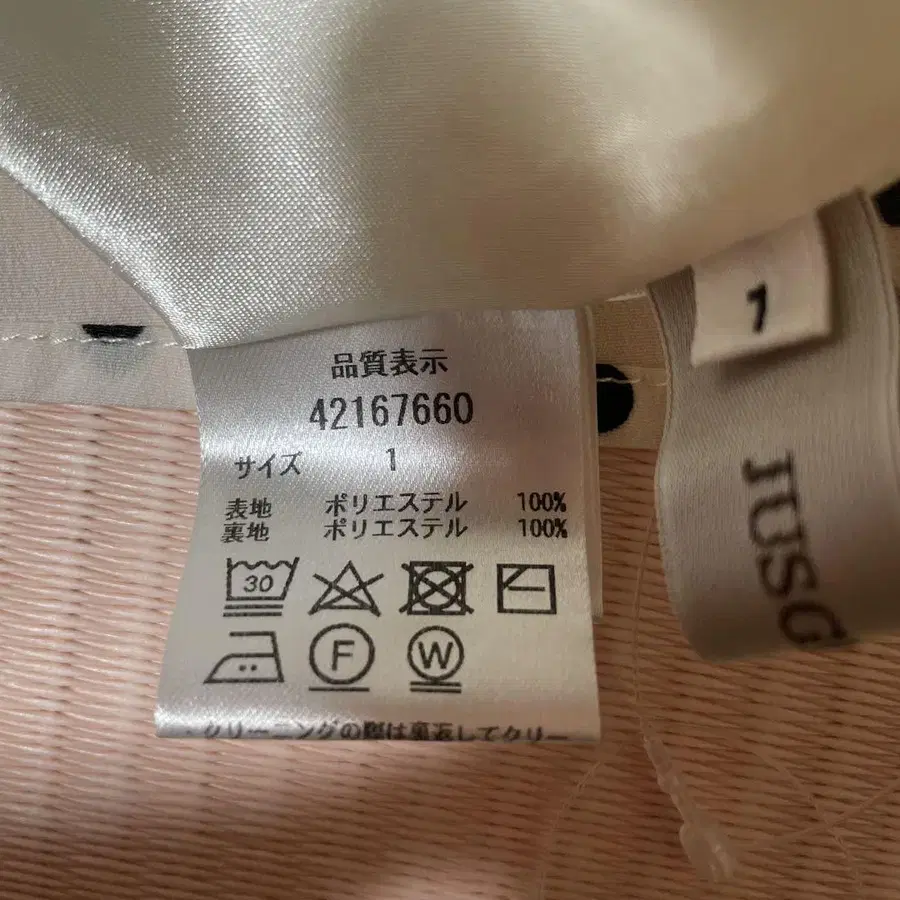 品質表示
42167660
サイズ 1
表地 ポリエステル 100%
裏地 ポリエステル 100%
30
F W
・クリーニングの際は裏返してクリー
1